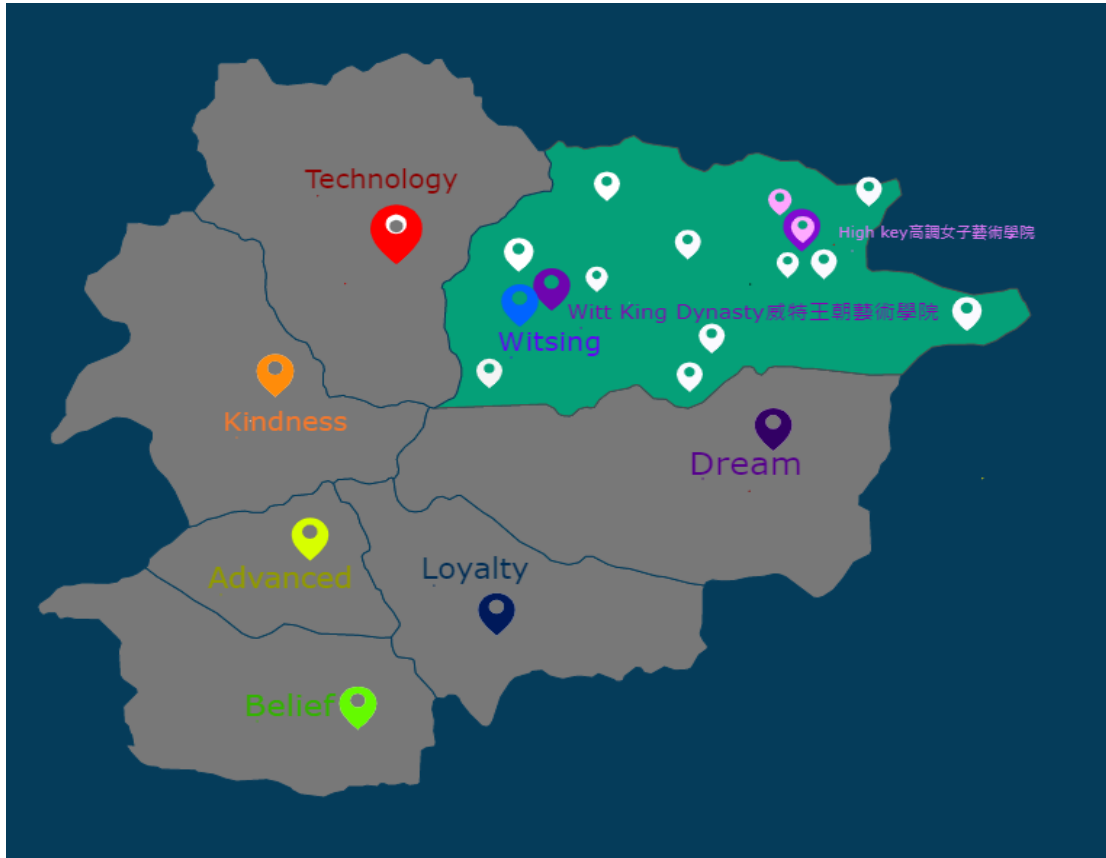 Technology
High key高調女子藝術學院
Witt King Dynasty威特王朝藝術學院
Witsing
Kindness
Dream
Loyalty
Advanced
Belief